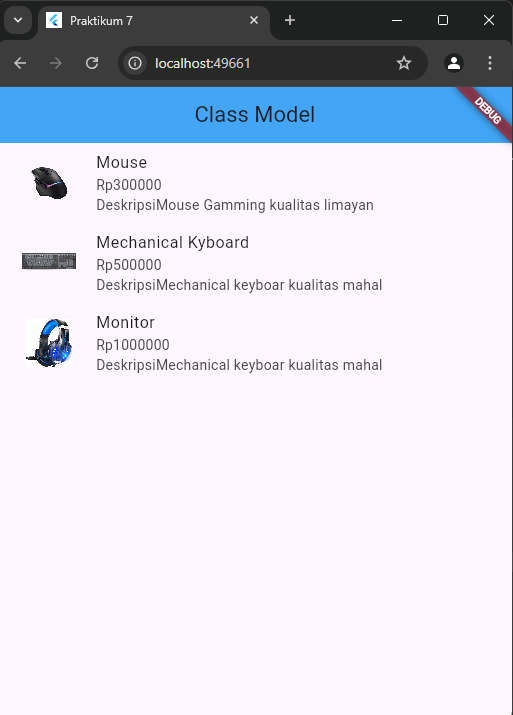 Praktikum 7
localhost:49661
Class Model
DEBUG
Mouse
Rp300000
DeskripsiMouse Gamming kualitas limayan
Mechanical Kyboard
Rp500000
DeskripsiMechanical keyboar kualitas mahal
Monitor
Rp1000000
DeskripsiMechanical keyboar kualitas mahal